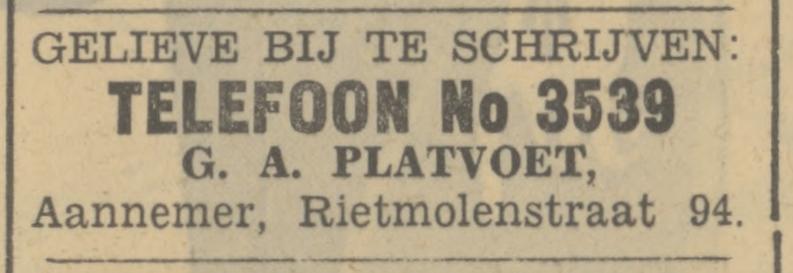 GELIEVE BIJ TE SCHRIJVEN:
TELEFOON No 3539
G. A. PLATVOET,
Aannemer, Rietmolenstraat 94.